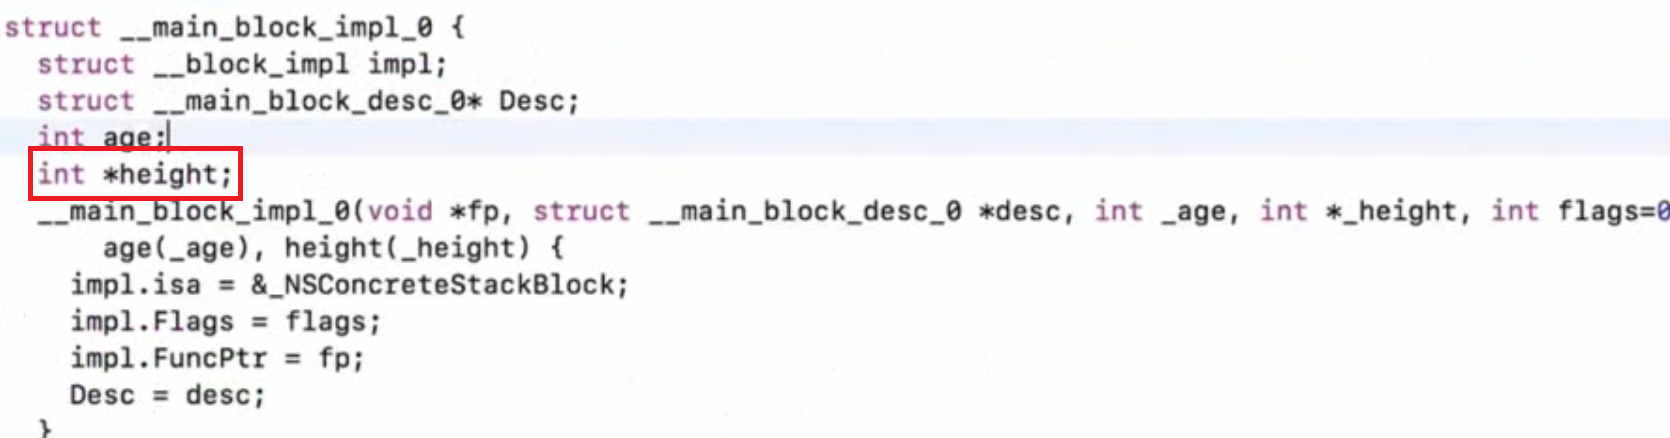 struct __main_block_impl_0 {
struct __block_impl impl;
struct __main_block_desc_0* Desc;
int age;
int *height;
__main_block_impl_0(void *fp, struct __main_block_desc_0 *desc, int _age, int *_height, int flags=0
age(_age), height(_height) {
impl.isa = &_NSConcreteStackBlock;
impl.Flags = flags;
impl.FuncPtr = fp;
Desc = desc;
}